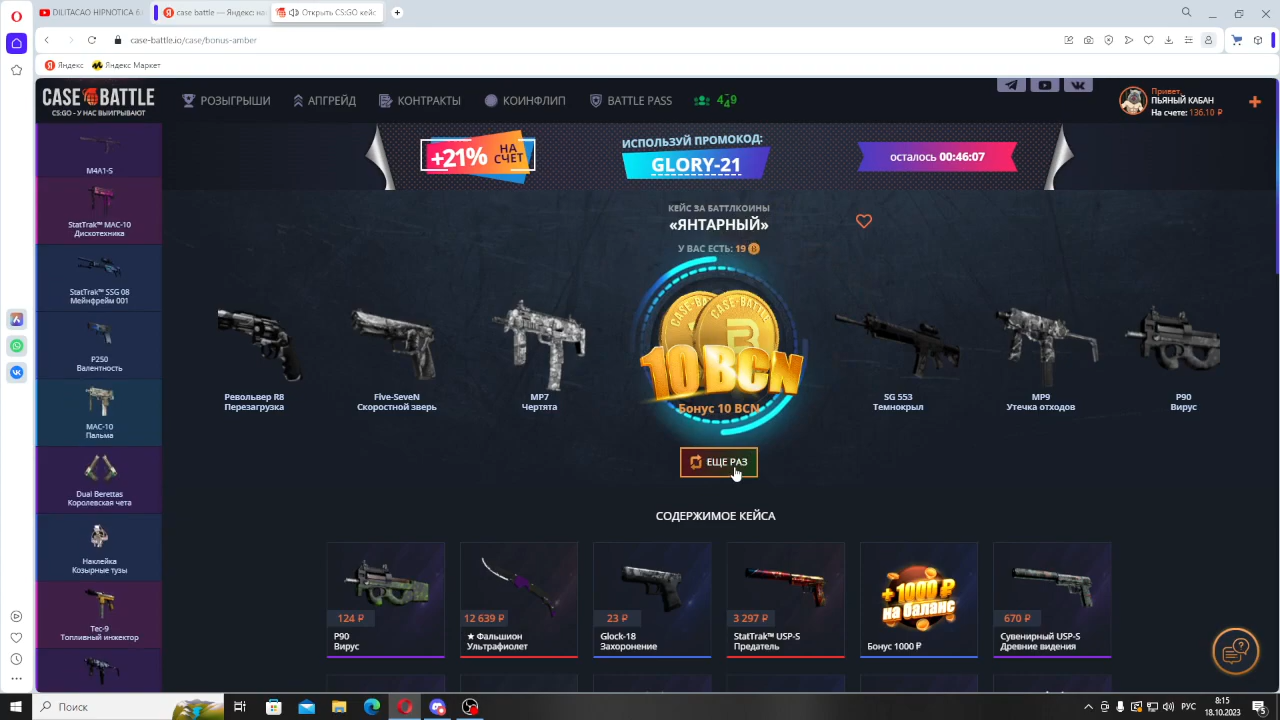 DILITACAO HIPNOTICA 6
case battle — Яндекс: на
Открыть CS:GO кейс
case-battle.io/case/bonus-amber
Яндекс
Яндекс Маркет
CASE BATTLE
CS:GO - У НАС ВЫИГРЫВАЮТ
РОЗЫГРЫШИ
АПГРЕЙД
КОНТРАКТЫ
КОИНФЛИП
BATTLE PASS
Привет,
ПЬЯНЫЙ КАБАН
На счете: 136.10 ₽
+21% НА
СЧЕТ
ИСПОЛЬЗУЙ ПРОМОКОД:
GLORY-21
осталось 00:46:07
M4A1-S
StatTrak™ MAC-10
Дискотехника
StatTrak™ SSG 08
Мейнфрейм 001
P250
Валентность
MAC-10
Пальма
Dual Berettas
Королевская чета
Наклейка
Козырные тузы
Tec-9
Топливный инжектор
КЕЙС ЗА БАТТЛКОИНЫ
«ЯНТАРНЫЙ»
У ВАС ЕСТЬ: 19 B
CASE-BATTLE
10 BCN
Бонус 10 BCN
Револьвер R8
Перезагрузка
Five-SeveN
Скоростной зверь
MP7
Чертята
SG 553
Темнокрыл
MP9
Утечка отходов
P90
Вирус
ЕЩЕ РАЗ
СОДЕРЖИМОЕ КЕЙСА
124 ₽
P90
Вирус
12 639 ₽
★ Фальшион
Ультрафиолет
23 ₽
Glock-18
Захоронение
3 297 ₽
StatTrak™ USP-S
Предатель
+1000 ₽
на баланс
Бонус 1000 ₽
670 ₽
Сувенирный USP-S
Древние видения
Поиск
РУС
8:15
18.10.2023